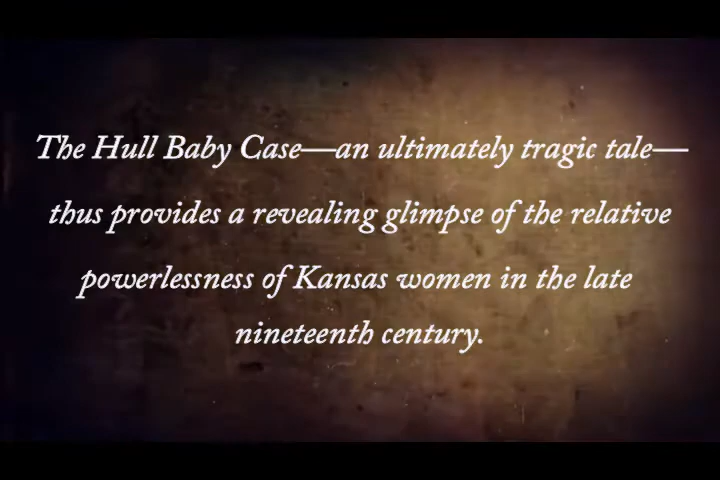 The Hull Baby Case—an ultimately tragic tale—
thus provides a revealing glimpse of the relative
powerlessness of Kansas women in the late
nineteenth century.